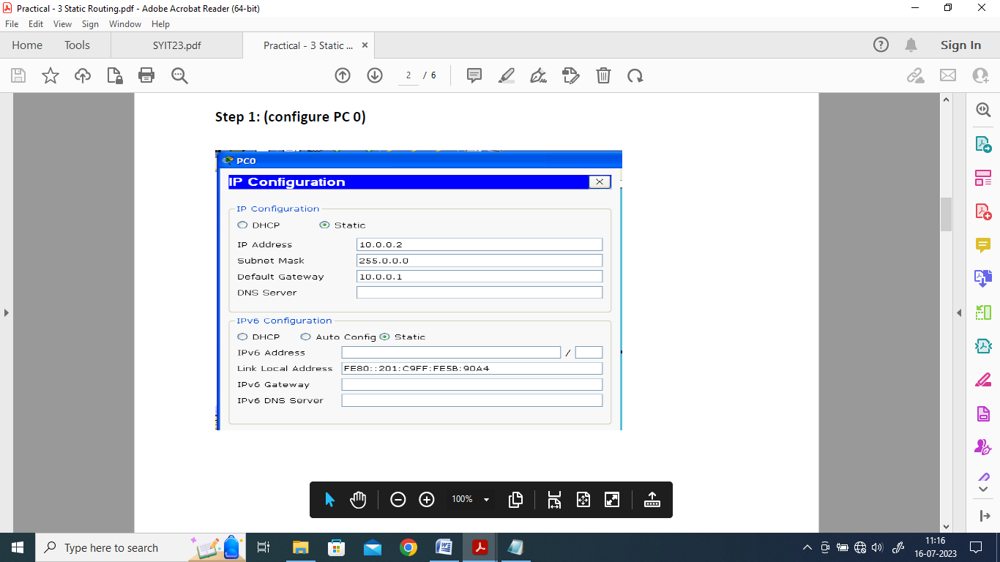 Practical - 3 Static Routing.pdf - Adobe Acrobat Reader (64-bit)
File Edit View Sign Window Help
Home Tools SYIT23.pdf Practical - 3 Static ... × Sign In
2 / 6
Step 1: (configure PC 0)
PC0
IP Configuration X
IP Configuration
DHCP Static
IP Address 10.0.0.2
Subnet Mask 255.0.0.0
Default Gateway 10.0.0.1
DNS Server
IPv6 Configuration
DHCP Auto Config Static
IPv6 Address /
Link Local Address FE80::201:C9FF:FE5B:90A4
IPv6 Gateway
IPv6 DNS Server
100%
Type here to search
11:16
16-07-2023